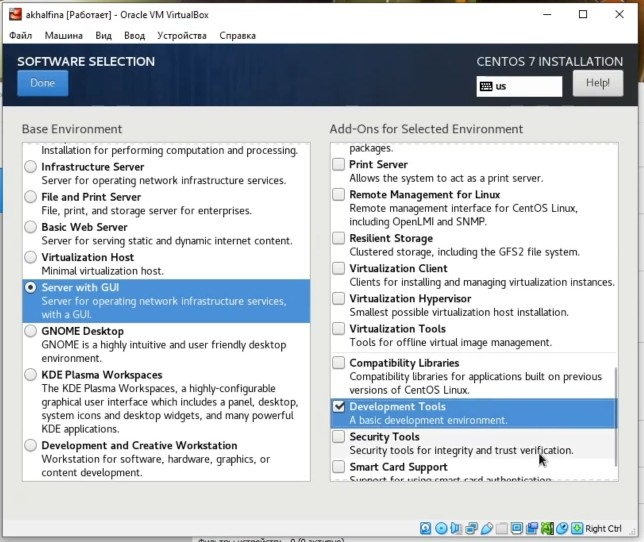 akhalfina [Работает] - Oracle VM VirtualBox
Файл Машина Вид Ввод Устройства Справка
SOFTWARE SELECTION
CENTOS 7 INSTALLATION
Done
us
Help!
Base Environment
Installation for performing computation and processing.
Infrastructure Server
Server for operating network infrastructure services.
File and Print Server
File, print, and storage server for enterprises.
Basic Web Server
Server for serving static and dynamic internet content.
Virtualization Host
Minimal virtualization host.
Server with GUI
Server for operating network infrastructure services,
with a GUI.
GNOME Desktop
GNOME is a highly intuitive and user friendly desktop
environment.
KDE Plasma Workspaces
The KDE Plasma Workspaces, a highly-configurable
graphical user interface which includes a panel, desktop,
system icons and desktop widgets, and many powerful
KDE applications.
Development and Creative Workstation
Workstation for software, hardware, graphics, or
content development.
Add-Ons for Selected Environment
packages.
Print Server
Allows the system to act as a print server.
Remote Management for Linux
Remote management interface for CentOS Linux,
including OpenLMI and SNMP.
Resilient Storage
Clustered storage, including the GFS2 file system.
Virtualization Client
Clients for installing and managing virtualization instances.
Virtualization Hypervisor
Smallest possible virtualization host installation.
Virtualization Tools
Tools for offline virtual image management.
Compatibility Libraries
Compatibility libraries for applications built on previous
versions of CentOS Linux.
Development Tools
A basic development environment.
Security Tools
Security tools for integrity and trust verification.
Smart Card Support
Support for using smart card authentication.
Right Ctrl